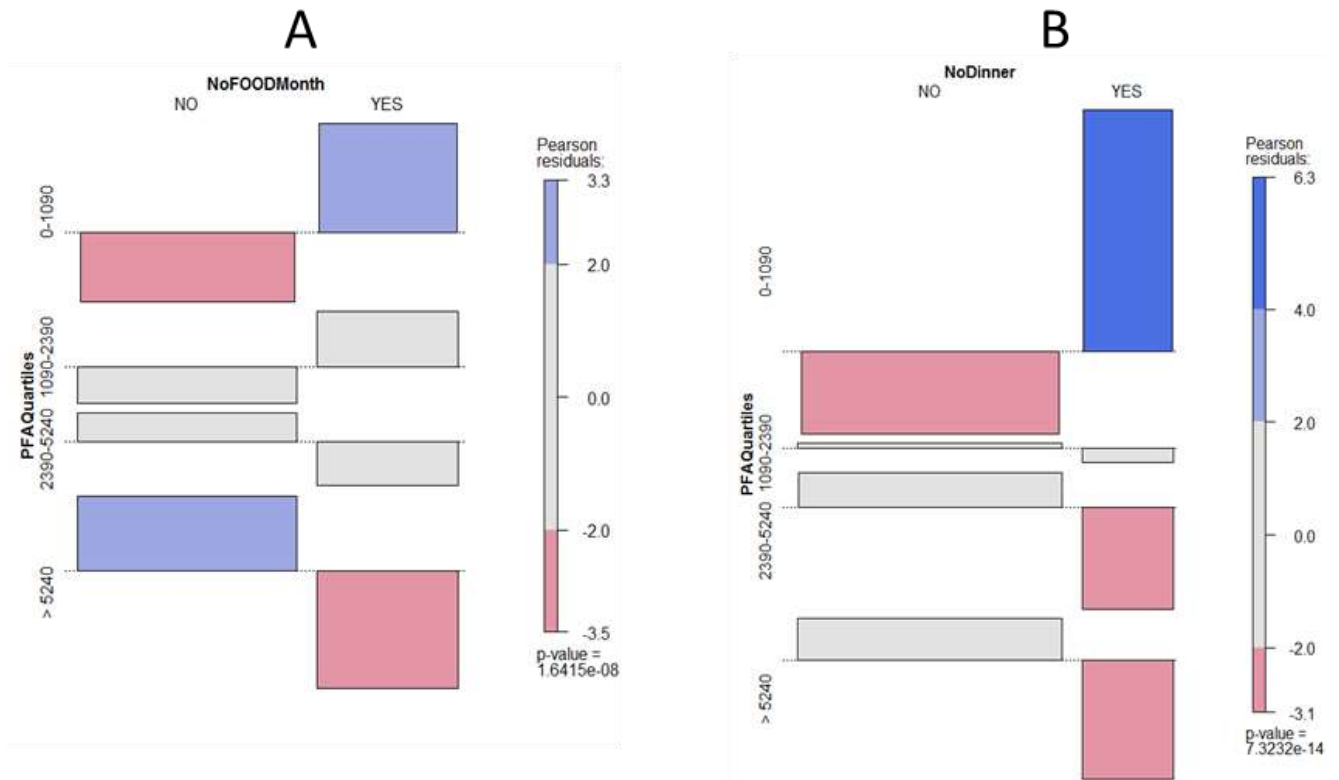 A
NoFOODMonth
NO YES
PFAQuartiles
0-1090
1090-2390
2390-5240
> 5240
Pearson
residuals:
3.3
2.0
0.0
-2.0
-3.5
p-value =
1.6415e-08
B
NoDinner
NO YES
PFAQuartiles
0-1090
1090-2390
2390-5240
> 5240
Pearson
residuals:
6.3
4.0
2.0
0.0
-2.0
-3.1
p-value =
7.3232e-14